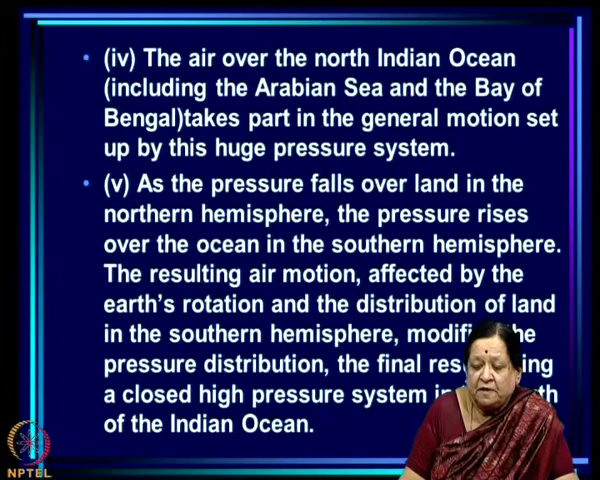 • (iv) The air over the north Indian Ocean
(including the Arabian Sea and the Bay of
Bengal)takes part in the general motion set
up by this huge pressure system.
• (v) As the pressure falls over land in the
northern hemisphere, the pressure rises
over the ocean in the southern hemisphere.
The resulting air motion, affected by the
earth's rotation and the distribution of land
in the southern hemisphere,
pressure distribution, the final
a closed high pressure system
of the Indian Ocean.
NPTEL